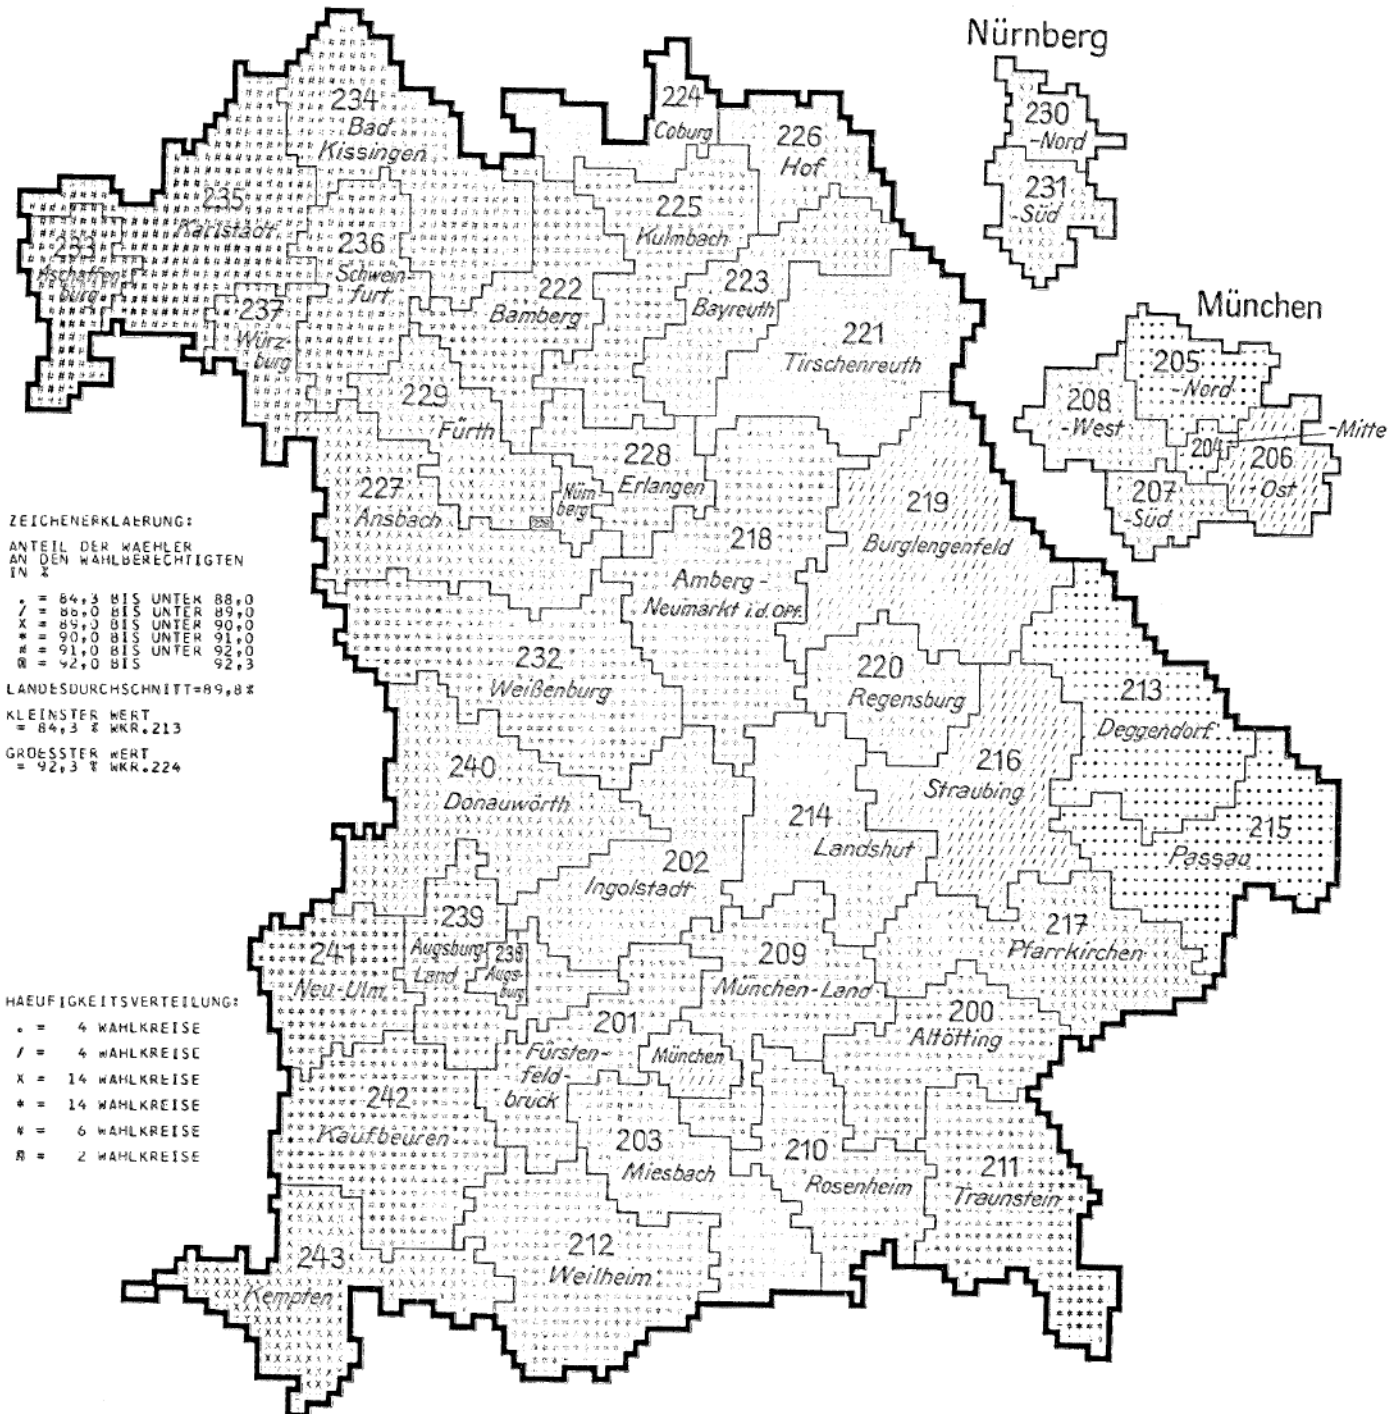 Nürnberg
230
-Nord
231
-Süd
München
205
-Nord
208
-West
204
-Mitte
206
-Ost
207
-Süd
234
Bad
Kissingen
224
Coburg
226
Hof
235
Karlstadt
233
Aschaffen-
burg
236
Schwein-
furt
237
Würz-
burg
225
Kulmbach
222
Bamberg
223
Bayreuth
221
Tirschenreuth
229
Fürth
228
Erlangen
Nürn-
berg
227
Ansbach
219
Burglengenfeld
218
Amberg-
Neumarkt i.d.OPf.
232
Weißenburg
220
Regensburg
213
Deggendorf
216
Straubing
215
Passau
240
Donauwörth
214
Landshut
202
Ingolstadt
239
Augsburg
Land
238
Augs-
burg
241
Neu-Ulm
209
München-Land
217
Pfarrkirchen
200
Altötting
201
Fürsten-
feld-
bruck
München
242
Kaufbeuren
203
Miesbach
210
Rosenheim
211
Traunstein
212
Weilheim
243
Kempten
ZEICHENERKLAERUNG:
ANTEIL DER WAEHLER
AN DEN WAHLBERECHTIGTEN
IN %
. = 84,3 BIS UNTER 88,0
/ = 88,0 BIS UNTER 89,0
X = 89,0 BIS UNTER 90,0
* = 90,0 BIS UNTER 91,0
# = 91,0 BIS UNTER 92,0
= 92,0 BIS 92,3
LANDESDURCHSCHNITT=89,8%
KLEINSTER WERT
= 84,3 % WKR.213
GROESSTER WERT
= 92,3 % WKR.224
HAEUFIGKEITSVERTEILUNG:
. = 4 WAHLKREISE
/ = 4 WAHLKREISE
X = 14 WAHLKREISE
* = 14 WAHLKREISE
# = 6 WAHLKREISE
= 2 WAHLKREISE